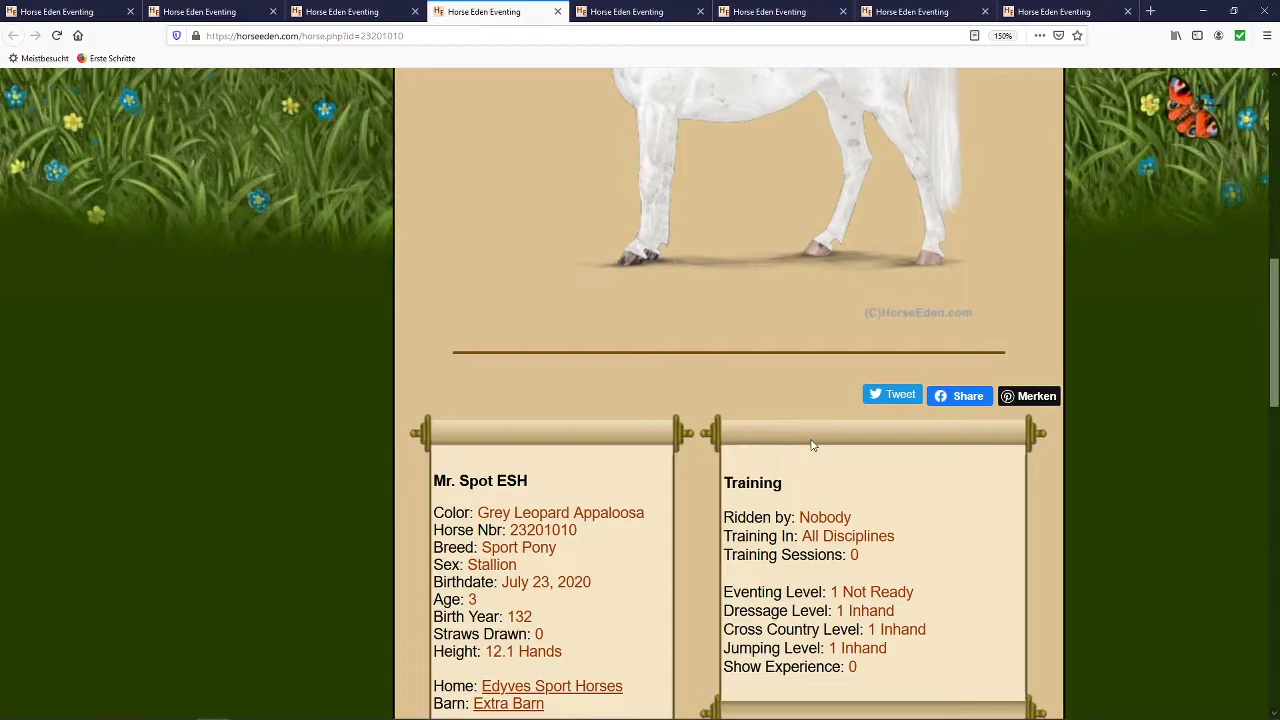 Horse Eden Eventing
Horse Eden Eventing
Horse Eden Eventing
Horse Eden Eventing
Horse Eden Eventing
Horse Eden Eventing
Horse Eden Eventing
Horse Eden Eventing
https://horseeden.com/horse.php?id=23201010
150%
Meistbesucht
Erste Schritte
(C)HorseEden.com
Tweet
Share
Merken
Mr. Spot ESH
Color: Grey Leopard Appaloosa
Horse Nbr: 23201010
Breed: Sport Pony
Sex: Stallion
Birthdate: July 23, 2020
Age: 3
Birth Year: 132
Straws Drawn: 0
Height: 12.1 Hands
Home: Edyves Sport Horses
Barn: Extra Barn
Training
Ridden by: Nobody
Training In: All Disciplines
Training Sessions: 0
Eventing Level: 1 Not Ready
Dressage Level: 1 Inhand
Cross Country Level: 1 Inhand
Jumping Level: 1 Inhand
Show Experience: 0